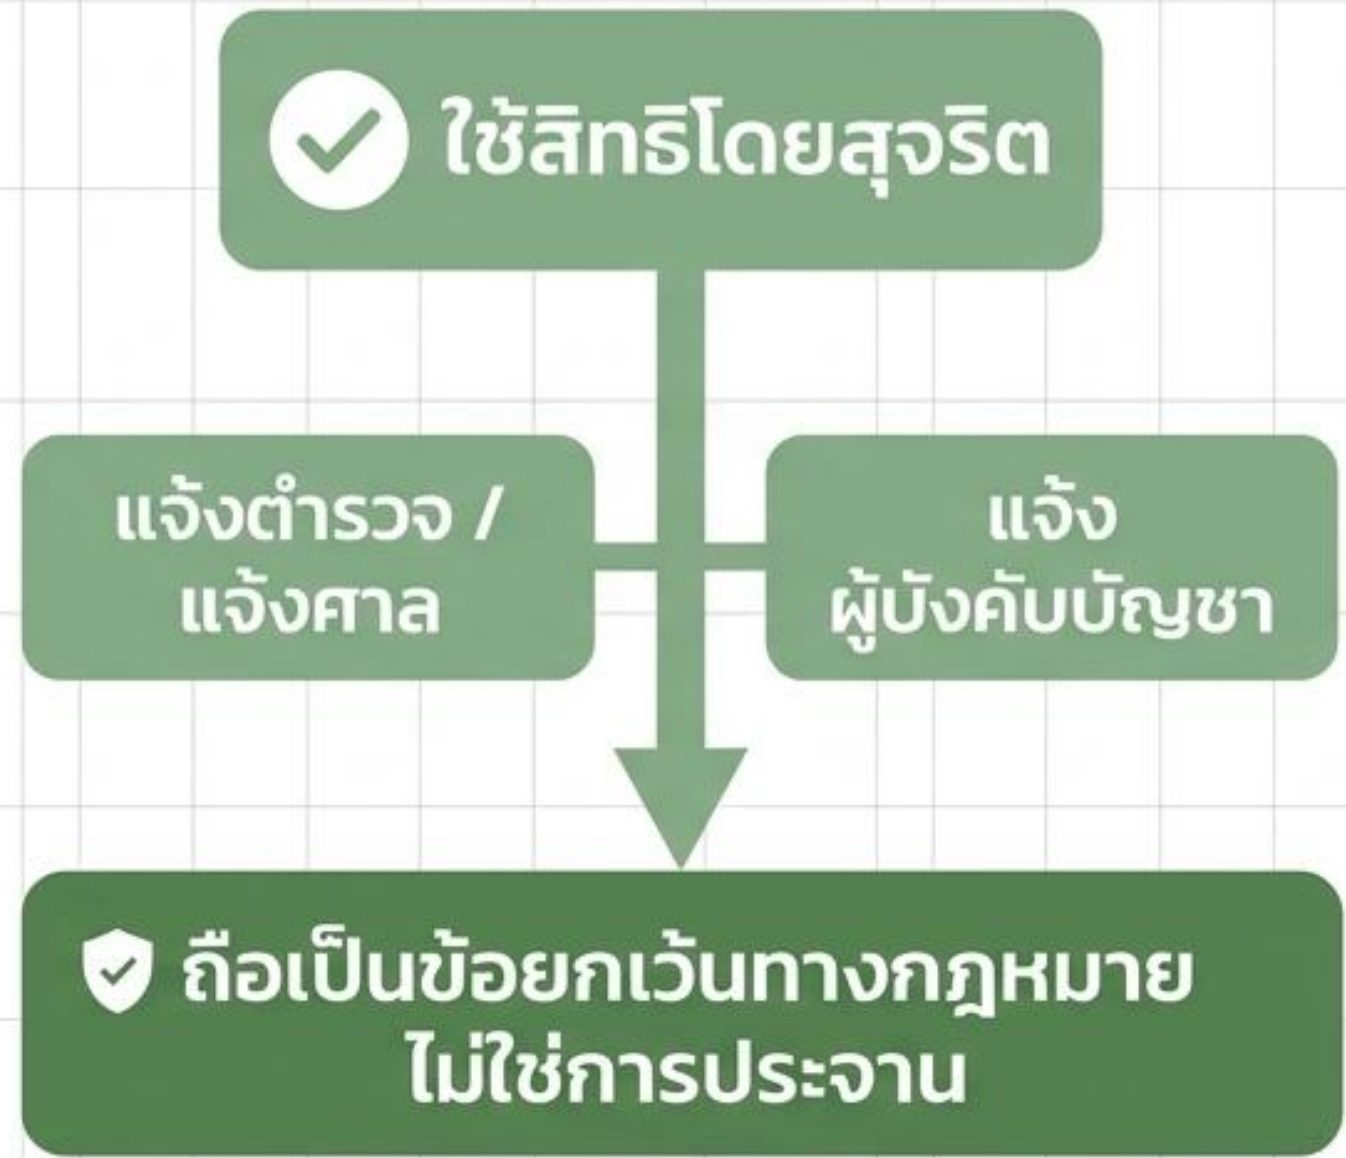 ใช้สิทธิโดยสุจริต
แจ้งตำรวจ /
แจ้งศาล
แจ้ง
ผู้บังคับบัญชา
ถือเป็นข้อยกเว้นทางกฎหมาย
ไม่ใช่การประจาน